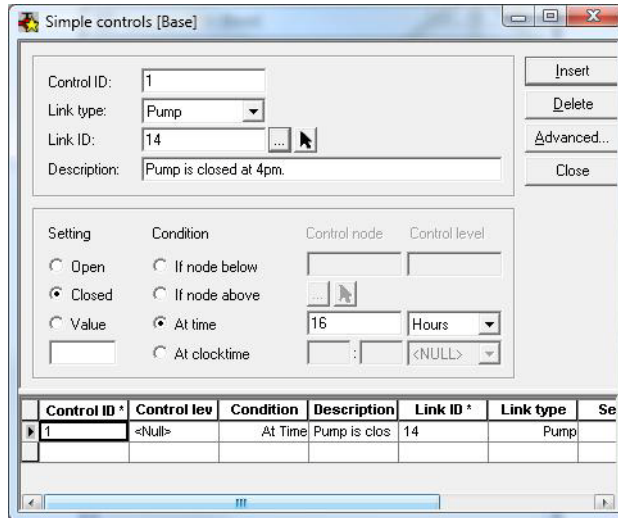 Simple controls [Base]
Control ID: 1
Insert
Link type: Pump
Delete
Link ID: 14 ...
Advanced...
Description: Pump is closed at 4pm.
Close
Setting Condition Control node Control level
Open If node below
Closed If node above ...
Value At time 16 Hours
At clocktime : <NULL>
Control ID * Control lev Condition Description Link ID * Link type Se
1 <Null> At Time Pump is clos 14 Pump